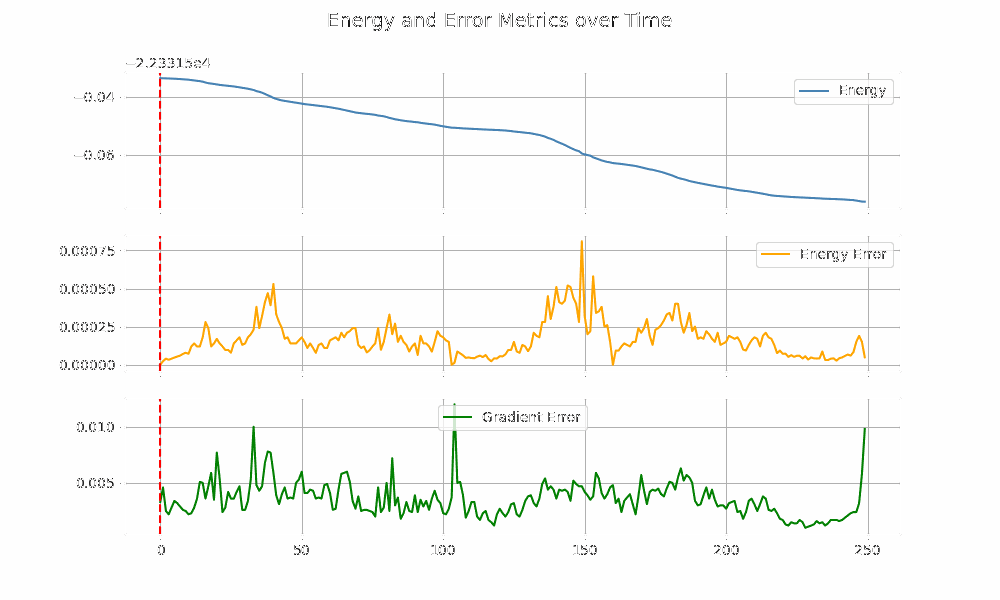 Energy and Error Metrics over Time
−2.23315e4
Energy
−0.04
−0.06
Energy Error
0.00075
0.00050
0.00025
0.00000
Gradient Error
0.010
0.005
0 50 100 150 200 250